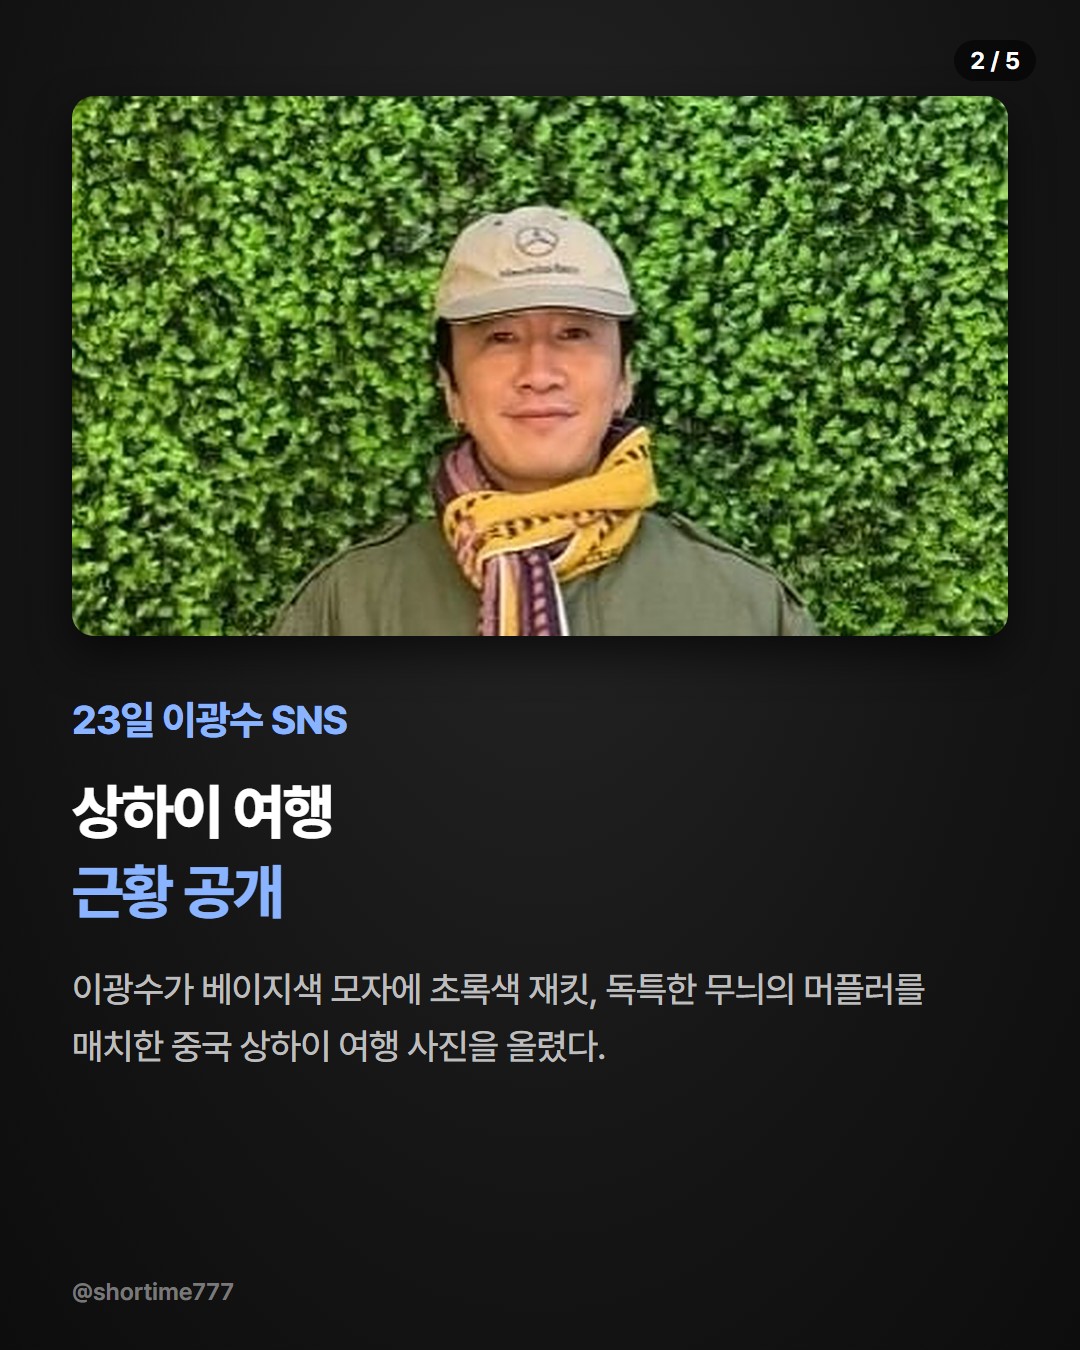 2 / 5
23일 이광수 SNS
상하이 여행
근황 공개
이광수가 베이지색 모자에 초록색 재킷, 독특한 무늬의 머플러를
매치한 중국 상하이 여행 사진을 올렸다.
@shortime777